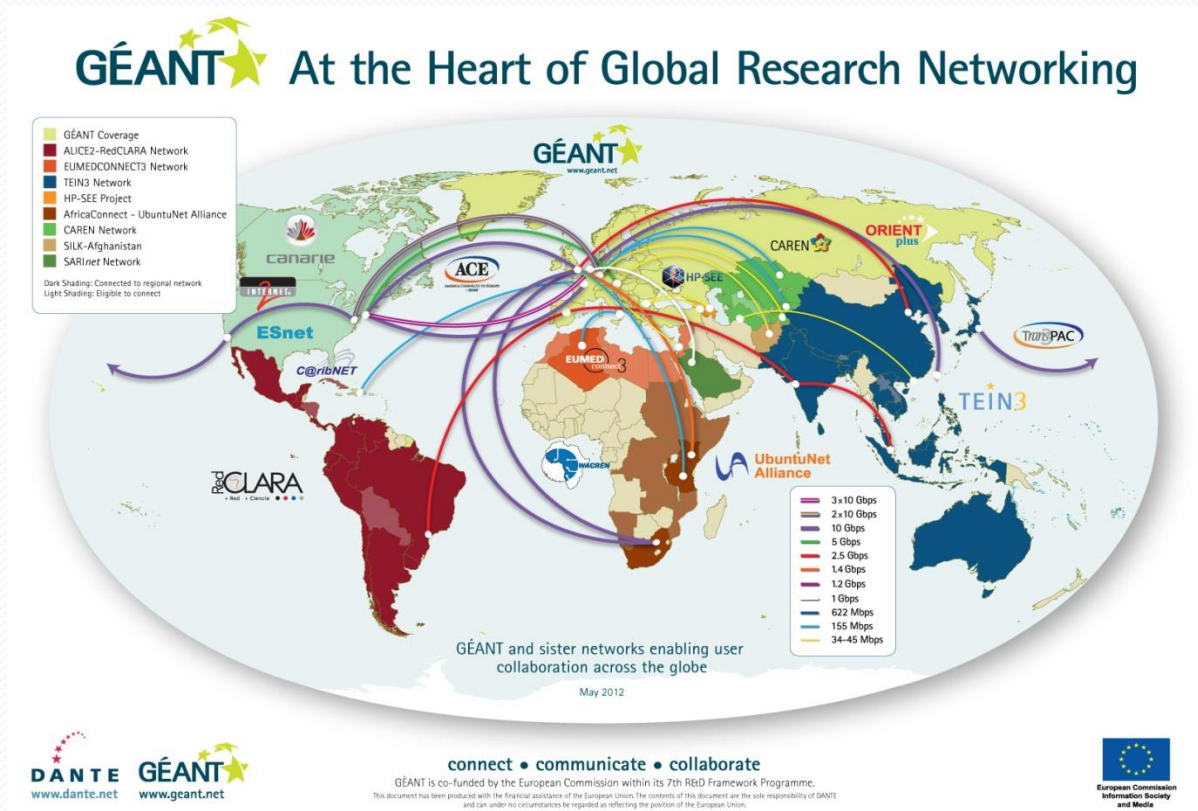 GÉANT At the Heart of Global Research Networking
GÉANT Coverage
ALICE2-RedCLARA Network
EUMEDCONNECT3 Network
TEIN3 Network
HP-SEE Project
AfricaConnect - UbuntuNet Alliance
CAREN Network
SILK-Afghanistan
SARInet Network
Dark Shading: Connected to regional network
Light Shading: Eligible to connect
GÉANT
www.geant.net
canarie
INTERNET
2
ESnet
C@ribNET
ACE
HP-SEE
CAREN
ORIENT
plus
TransPAC
TEIN3
EUMED
connect 3
WACREN
UbuntuNet
Alliance
Red CLARA
3x10 Gbps
2x10 Gbps
10 Gbps
5 Gbps
2.5 Gbps
1.4 Gbps
1.2 Gbps
1 Gbps
622 Mbps
155 Mbps
34-45 Mbps
GÉANT and sister networks enabling user
collaboration across the globe
May 2012
DANTE
www.dante.net
GÉANT
www.geant.net
connect • communicate • collaborate
GÉANT is co-funded by the European Commission within its 7th R&D Framework Programme.
This document has been produced with the financial assistance of the European Union. The contents of this document are the sole responsibility of DANTE
and can under no circumstances be regarded as reflecting the position of the European Union.
European Commission
Information Society
and Media